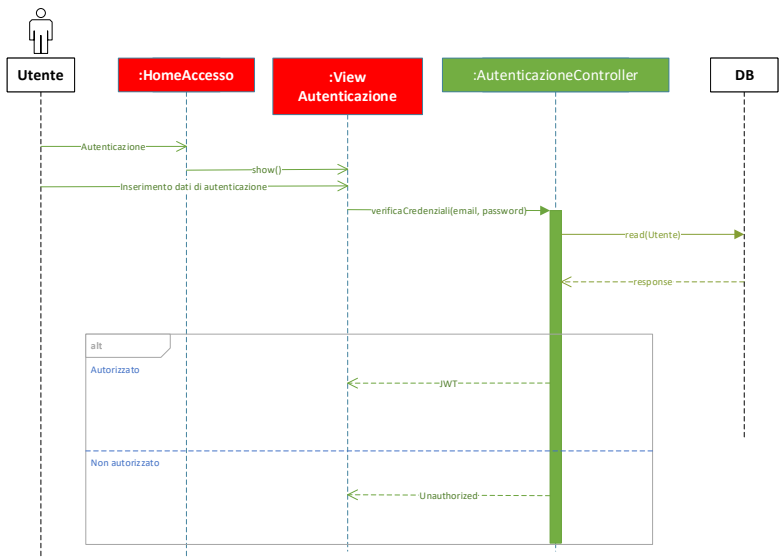 Utente
:HomeAccesso
:View
Autenticazione
:AutenticazioneController
DB
Autenticazione
show()
Inserimento dati di autenticazione
verificaCredenziali(email, password)
read(Utente)
response
alt
Autorizzato
JWT
Non autorizzato
Unauthorized